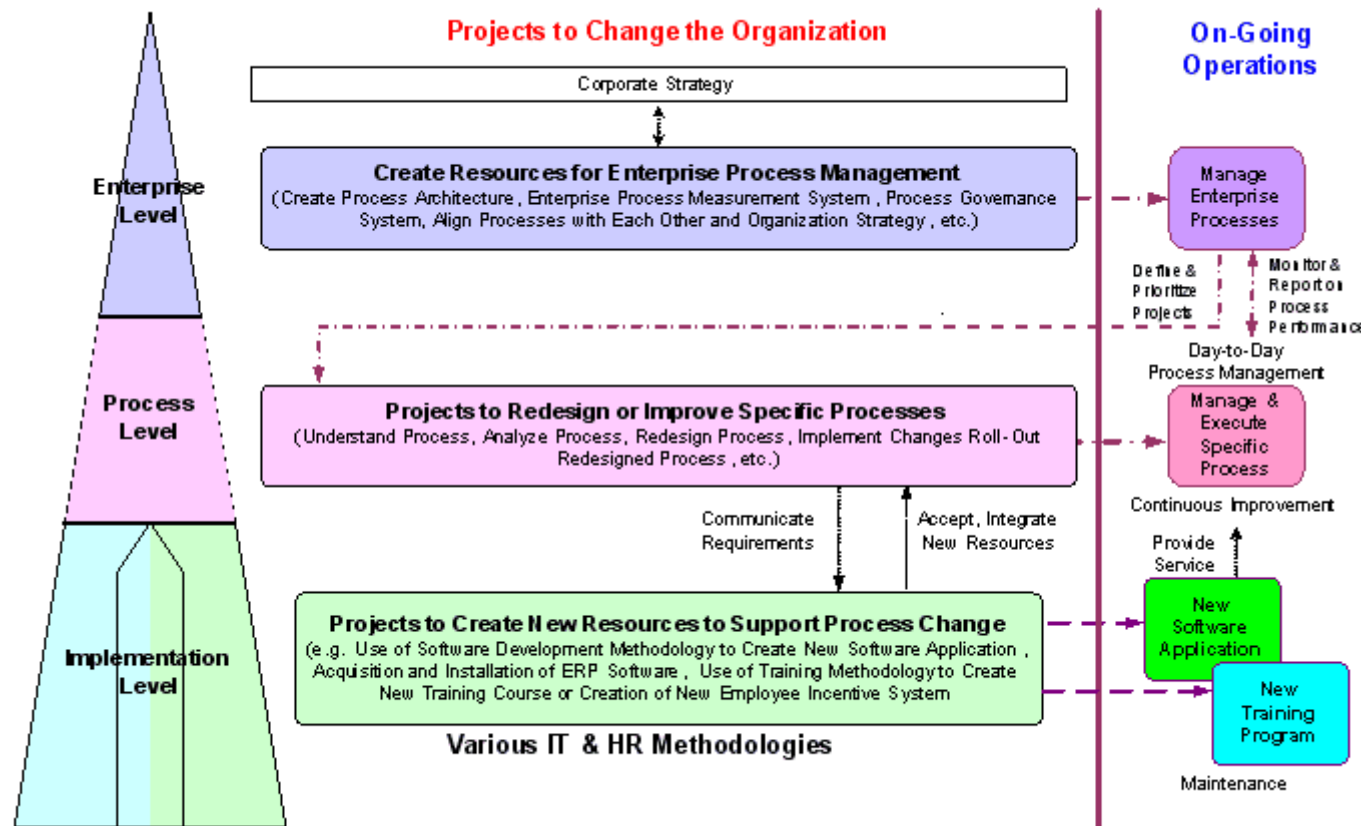 Projects to Change the Organization
On-Going
Operations
Corporate Strategy
Enterprise
Level
Create Resources for Enterprise Process Management
(Create Process Architecture, Enterprise Process Measurement System, Process Governance
System, Align Processes with Each Other and Organization Strategy, etc.)
Manage
Enterprise
Processes
Define &
Prioritize
Projects
Monitor &
Report on
Process
Performance
Day-to-Day
Process Management
Process
Level
Projects to Redesign or Improve Specific Processes
(Understand Process, Analyze Process, Redesign Process, Implement Changes Roll-Out
Redesigned Process, etc.)
Manage &
Execute
Specific
Process
Continuous Improvement
Communicate
Requirements
Accept, Integrate
New Resources
Provide
Service
Implementation
Level
Projects to Create New Resources to Support Process Change
(e.g. Use of Software Development Methodology to Create New Software Application,
Acquisition and Installation of ERP Software, Use of Training Methodology to Create
New Training Course or Creation of New Employee Incentive System
New
Software
Application
New
Training
Program
Various IT & HR Methodologies
Maintenance